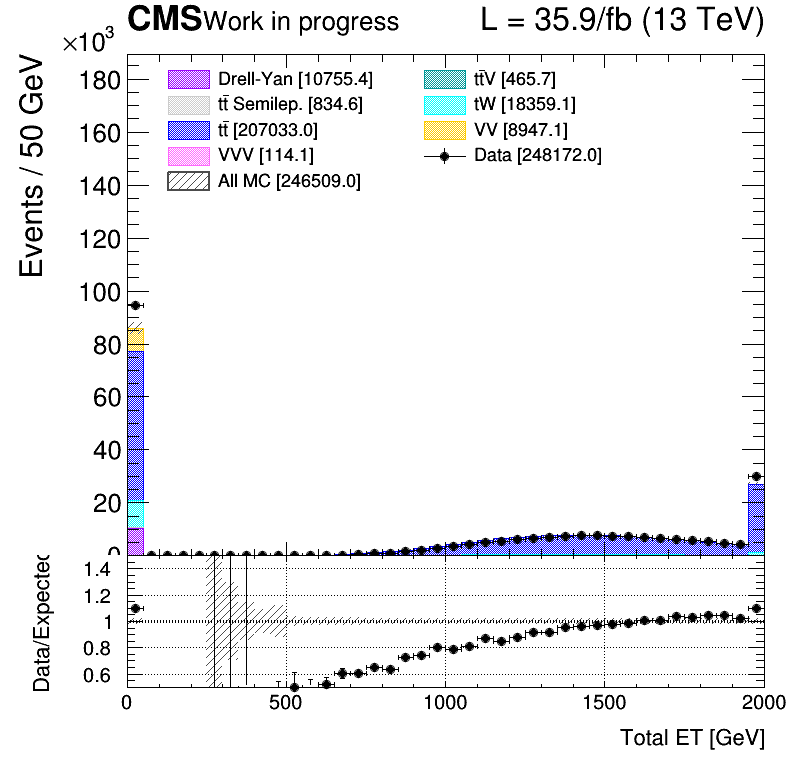 CMS Work in progress L = 35.9/fb (13 TeV)
×10³
Events / 50 GeV
180
160
140
120
100
80
60
40
20
0
Drell-Yan [10755.4]
tt̄ Semilep. [834.6]
tt̄ [207033.0]
VVV [114.1]
All MC [246509.0]
tt̄V [465.7]
tW [18359.1]
VV [8947.1]
Data [248172.0]
Data/Expected
1.4
1.2
1
0.8
0.6
0 500 1000 1500 2000
Total ET [GeV]